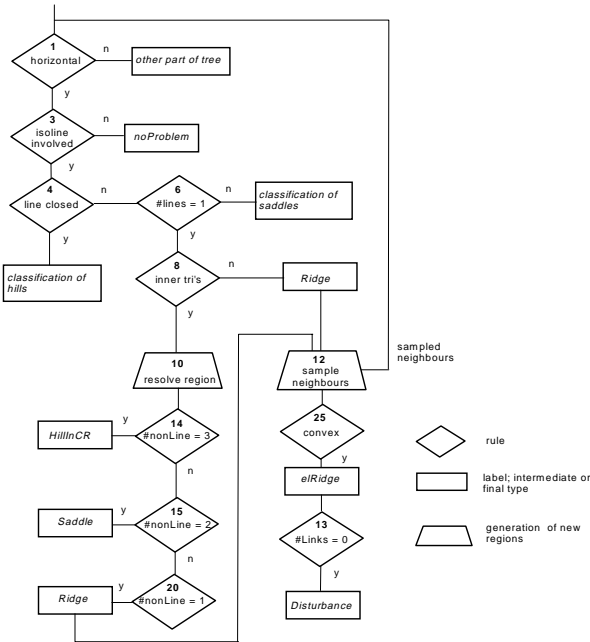 1
horizontal
n
other part of tree
y
3
isoline
involved
n
noProblem
y
4
line closed
n
6
#lines = 1
n
classification of
saddles
y
y
classification of
hills
8
inner tri's
n
Ridge
y
sampled
neighbours
10
resolve region
12
sample
neighbours
14
#nonLine = 3
y
HillInCR
n
25
convex
y
elRidge
15
#nonLine = 2
y
Saddle
n
13
#Links = 0
y
Disturbance
20
#nonLine = 1
y
Ridge
rule
label; intermediate or
final type
generation of new
regions